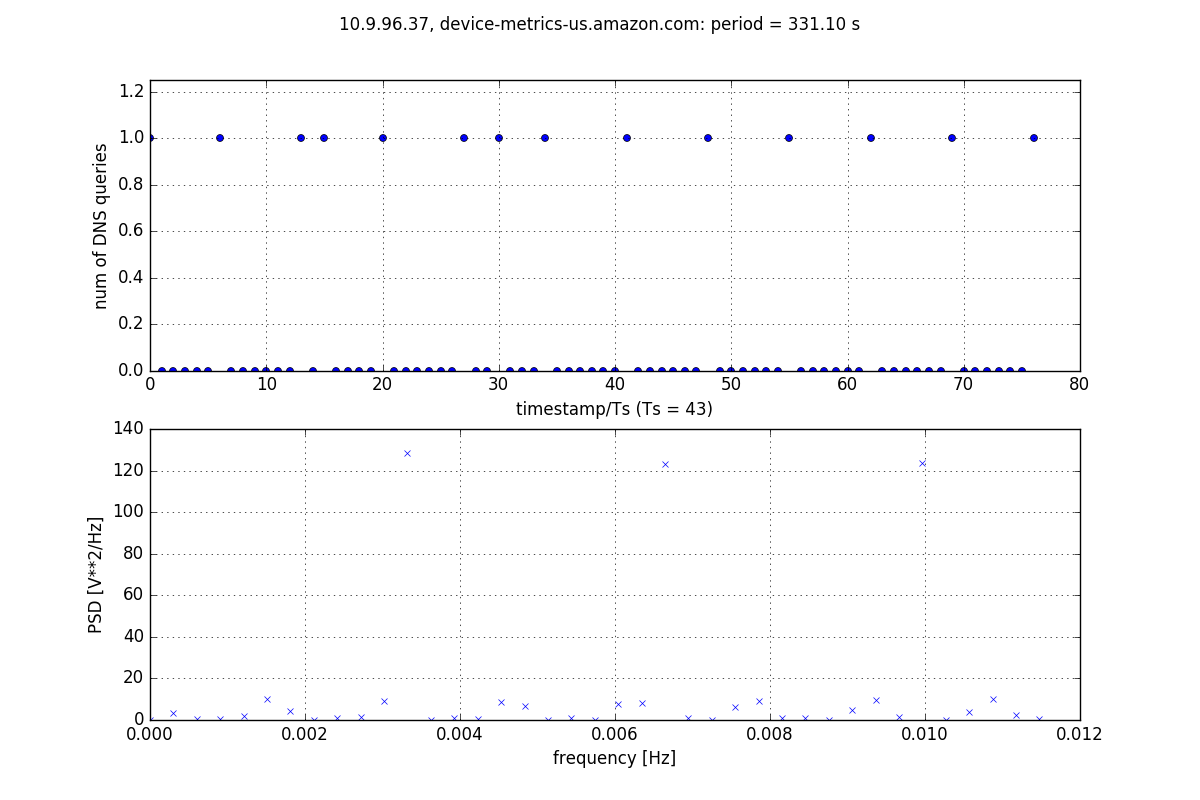 10.9.96.37, device-metrics-us.amazon.com: period = 331.10 s
1.2
1.0
0.8
0.6
0.4
0.2
0.0
num of DNS queries
0 10 20 30 40 50 60 70 80
timestamp/Ts (Ts = 43)
140
120
100
80
60
40
20
0
PSD [V**2/Hz]
0.000 0.002 0.004 0.006 0.008 0.010 0.012
frequency [Hz]